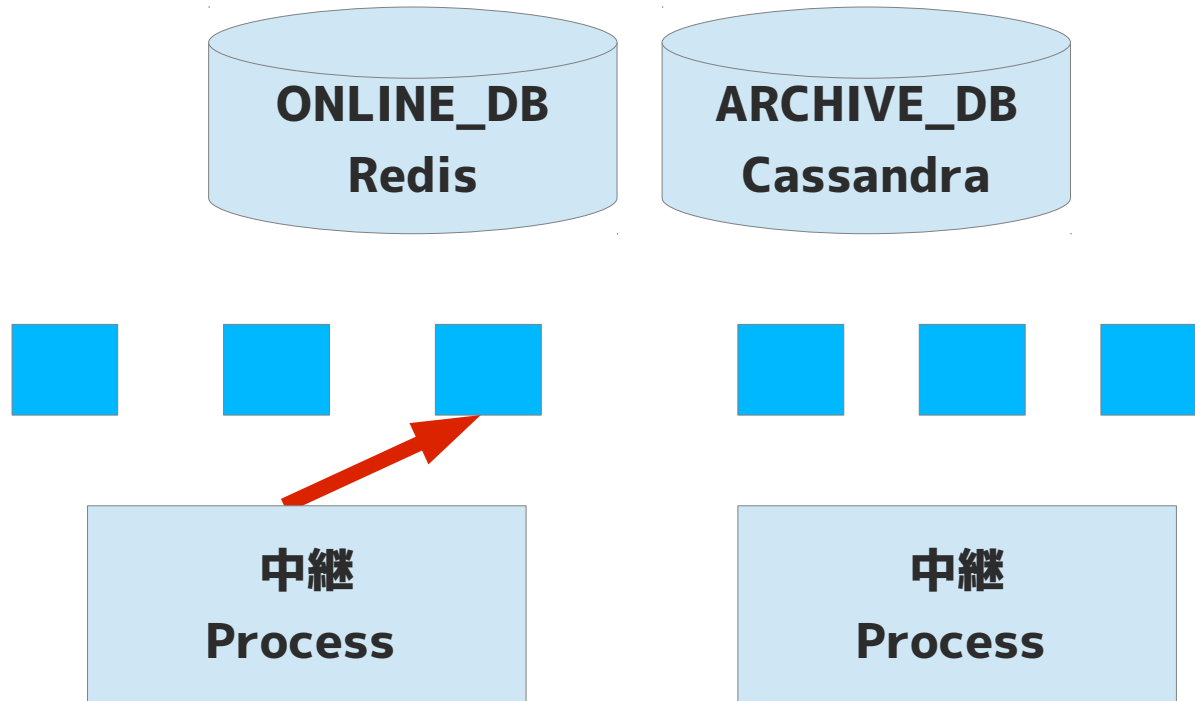 ONLINE_DB
Redis
ARCHIVE_DB
Cassandra
中継
Process
中継
Process